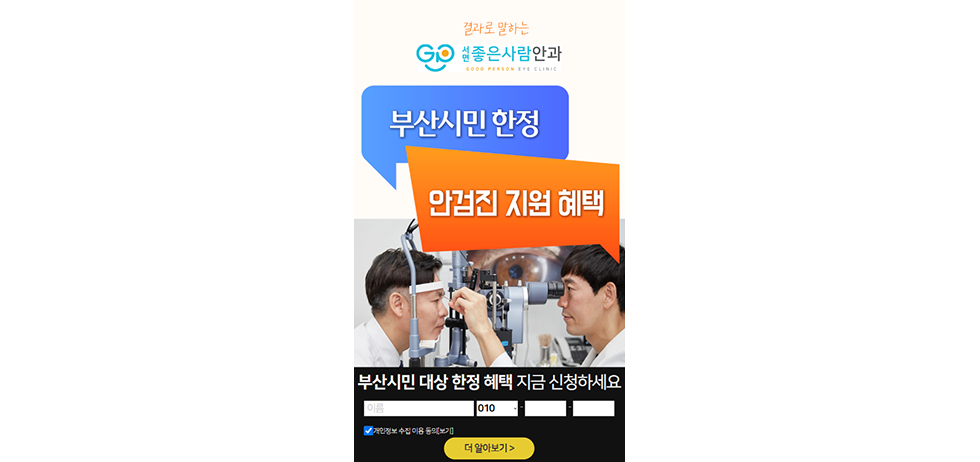 결과로 말하는
서면 좋은사람안과
GOOD PERSON EYE CLINIC
부산시민 한정
안검진 지원 혜택
부산시민 대상 한정 혜택 지금 신청하세요
이름 010 - -
개인정보 수집 이용 동의[보기]
더 알아보기 >